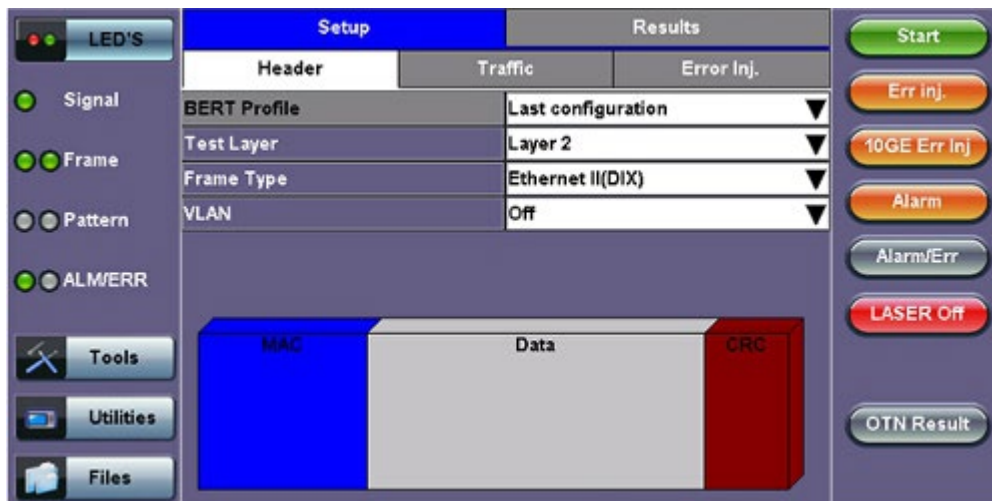 LED'S
Signal
Frame
Pattern
ALM/ERR
Tools
Utilities
Files
Setup
Results
Header
Traffic
Error Inj.
BERT Profile
Last configuration
Test Layer
Layer 2
Frame Type
Ethernet II(DIX)
VLAN
Off
MAC
Data
CRC
Start
Err inj.
10GE Err Inj
Alarm
Alarm/Err
LASER Off
OTN Result